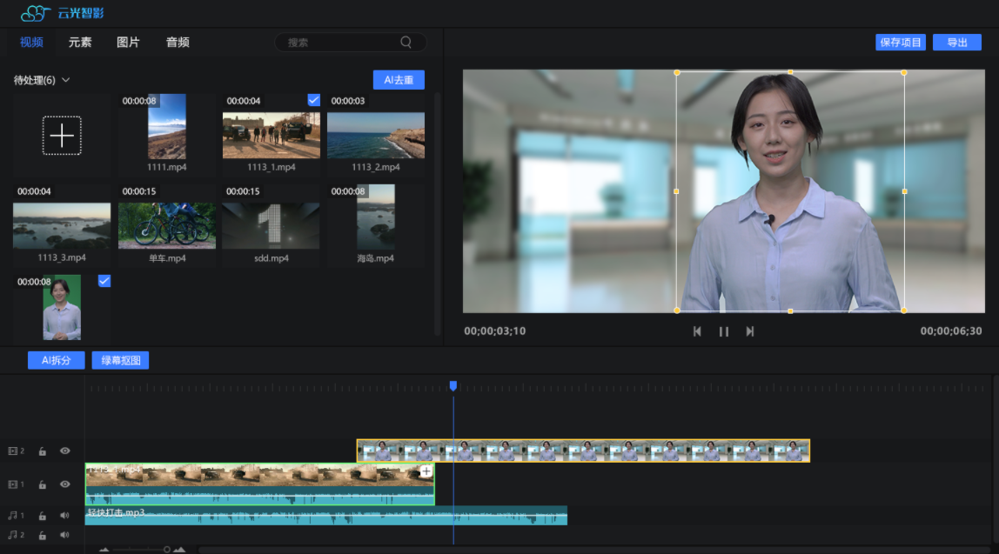 云光智影
视频 元素 图片 音频 搜索 保存项目 导出
待处理(6) AI去重
00:00:08 00:00:04 00:00:03
1111.mp4 1113_1.mp4 1113_2.mp4
00:00:04 00:00:15 00:00:15 00:00:08
1113_3.mp4 单车.mp4 sdd.mp4 海岛.mp4
00:00:08
00;00;03;10 00;00;06;30
AI拆分 绿幕抠图
2
1113_1.mp4
1
轻快打击.mp3
1
2